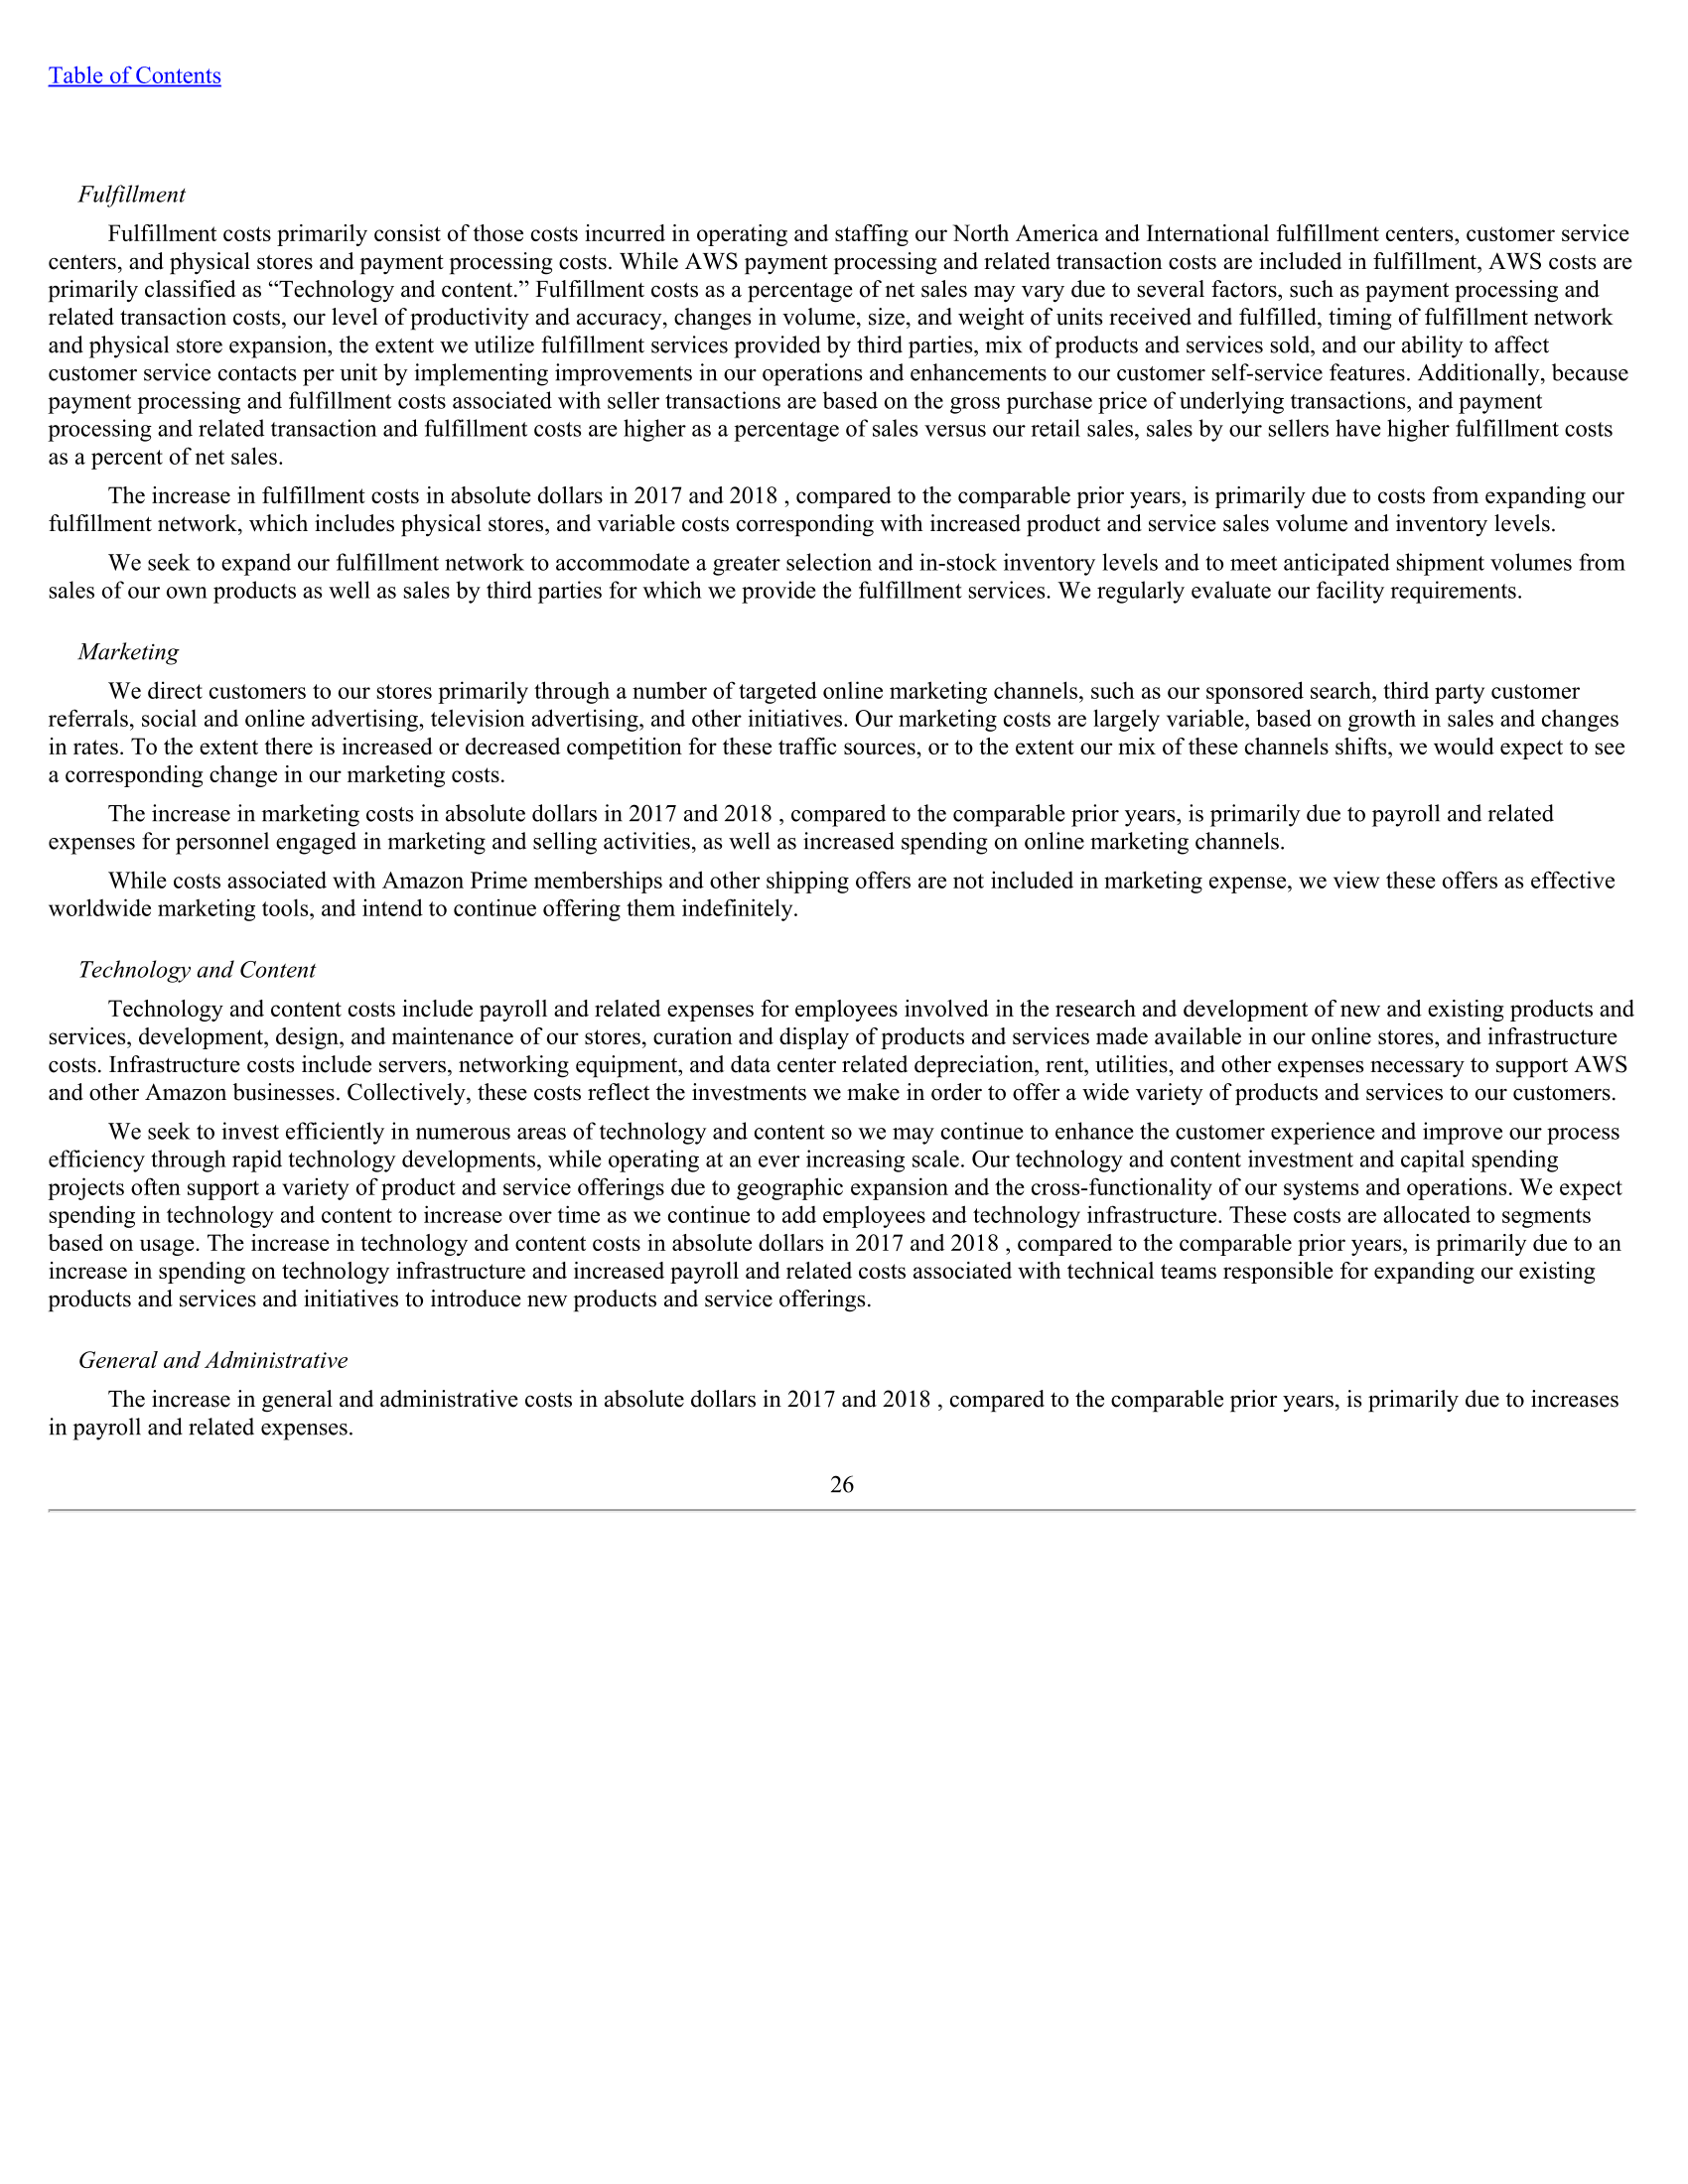 Table of Contents
Fulfillment
Fulfillment costs primarily consist of those costs incurred in operating and staffing our North America and International fulfillment centers, customer service
centers, and physical stores and payment processing costs. While AWS payment processing and related transaction costs are included in fulfillment, AWS costs are
primarily classified as “Technology and content.” Fulfillment costs as a percentage of net sales may vary due to several factors, such as payment processing and
related transaction costs, our level of productivity and accuracy, changes in volume, size, and weight of units received and fulfilled, timing of fulfillment network
and physical store expansion, the extent we utilize fulfillment services provided by third parties, mix of products and services sold, and our ability to affect
customer service contacts per unit by implementing improvements in our operations and enhancements to our customer self-service features. Additionally, because
payment processing and fulfillment costs associated with seller transactions are based on the gross purchase price of underlying transactions, and payment
processing and related transaction and fulfillment costs are higher as a percentage of sales versus our retail sales, sales by our sellers have higher fulfillment costs
as a percent of net sales.
The increase in fulfillment costs in absolute dollars in 2017 and 2018 , compared to the comparable prior years, is primarily due to costs from expanding our
fulfillment network, which includes physical stores, and variable costs corresponding with increased product and service sales volume and inventory levels.
We seek to expand our fulfillment network to accommodate a greater selection and in-stock inventory levels and to meet anticipated shipment volumes from
sales of our own products as well as sales by third parties for which we provide the fulfillment services. We regularly evaluate our facility requirements.
Marketing
We direct customers to our stores primarily through a number of targeted online marketing channels, such as our sponsored search, third party customer
referrals, social and online advertising, television advertising, and other initiatives. Our marketing costs are largely variable, based on growth in sales and changes
in rates. To the extent there is increased or decreased competition for these traffic sources, or to the extent our mix of these channels shifts, we would expect to see
a corresponding change in our marketing costs.
The increase in marketing costs in absolute dollars in 2017 and 2018 , compared to the comparable prior years, is primarily due to payroll and related
expenses for personnel engaged in marketing and selling activities, as well as increased spending on online marketing channels.
While costs associated with Amazon Prime memberships and other shipping offers are not included in marketing expense, we view these offers as effective
worldwide marketing tools, and intend to continue offering them indefinitely.
Technology and Content
Technology and content costs include payroll and related expenses for employees involved in the research and development of new and existing products and
services, development, design, and maintenance of our stores, curation and display of products and services made available in our online stores, and infrastructure
costs. Infrastructure costs include servers, networking equipment, and data center related depreciation, rent, utilities, and other expenses necessary to support AWS
and other Amazon businesses. Collectively, these costs reflect the investments we make in order to offer a wide variety of products and services to our customers.
We seek to invest efficiently in numerous areas of technology and content so we may continue to enhance the customer experience and improve our process
efficiency through rapid technology developments, while operating at an ever increasing scale. Our technology and content investment and capital spending
projects often support a variety of product and service offerings due to geographic expansion and the cross-functionality of our systems and operations. We expect
spending in technology and content to increase over time as we continue to add employees and technology infrastructure. These costs are allocated to segments
based on usage. The increase in technology and content costs in absolute dollars in 2017 and 2018 , compared to the comparable prior years, is primarily due to an
increase in spending on technology infrastructure and increased payroll and related costs associated with technical teams responsible for expanding our existing
products and services and initiatives to introduce new products and service offerings.
General and Administrative
The increase in general and administrative costs in absolute dollars in 2017 and 2018 , compared to the comparable prior years, is primarily due to increases
in payroll and related expenses.
26